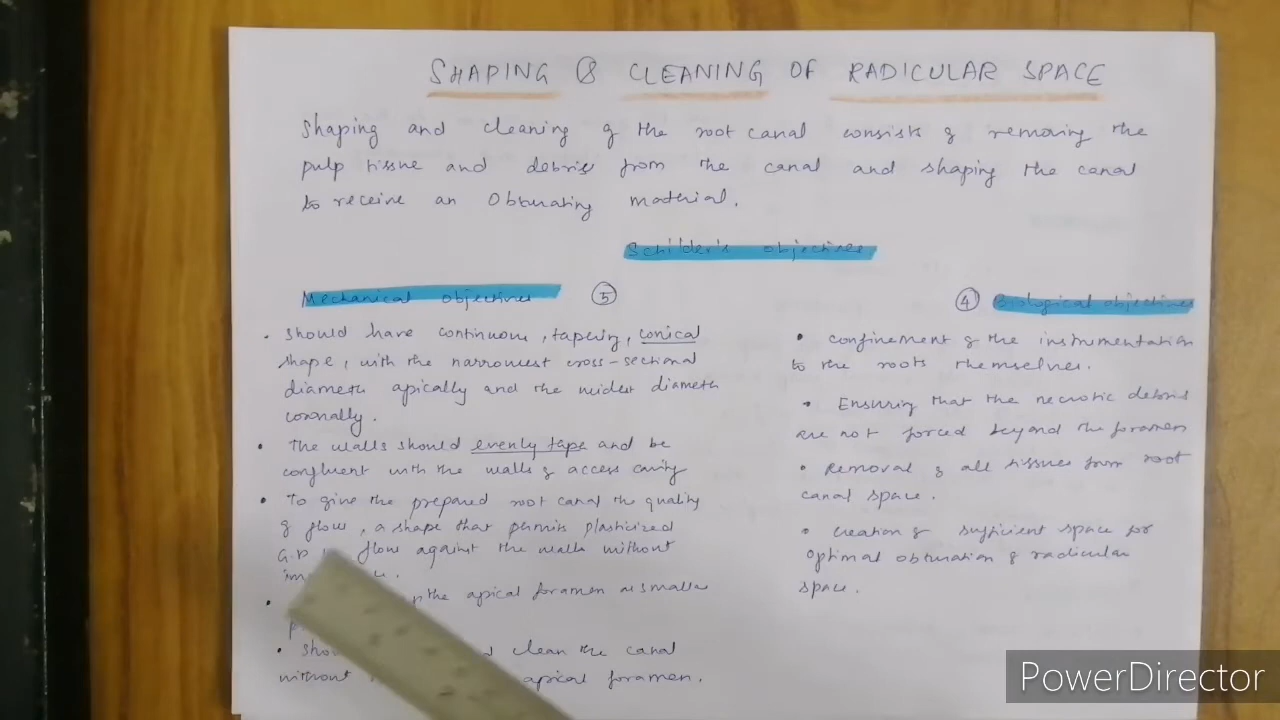 SHAPING & CLEANING OF RADICULAR SPACE
Shaping and cleaning of the root canal consists of removing the
pulp tissue and debris from the canal and shaping the canal
to receive an Obturating material.
Schilder's objectives
Mechanical objectives ⑤
• Should have continuous, tapering, conical
shape, with the narrowest cross-sectional
diameter apically and the widest diameter
coronally.
• The walls should evenly tape and be
confluent with the walls of access cavity
• To give the prepared root canal the quality
of flow, a shape that permits plasticized
G.P flow against the walls without
• the apical foramen as smaller
• clean the canal
without apical foramen.
④ Biological objectives
• confinement of the instrumentation
to the roots themselves.
• Ensuring that the necrotic debris
are not forced beyond the foramen
• Removal of all tissues from root
canal space.
• Creation of sufficient space for
optimal obturation of radicular
space.
PowerDirector